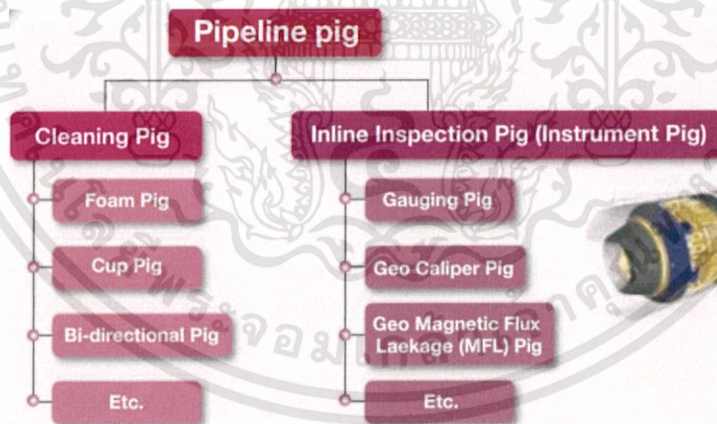 Pipeline pig
Cleaning Pig
Foam Pig
Cup Pig
Bi-directional Pig
Etc.
Inline Inspection Pig (Instrument Pig)
Gauging Pig
Geo Caliper Pig
Geo Magnetic Flux
Laekage (MFL) Pig
Etc.